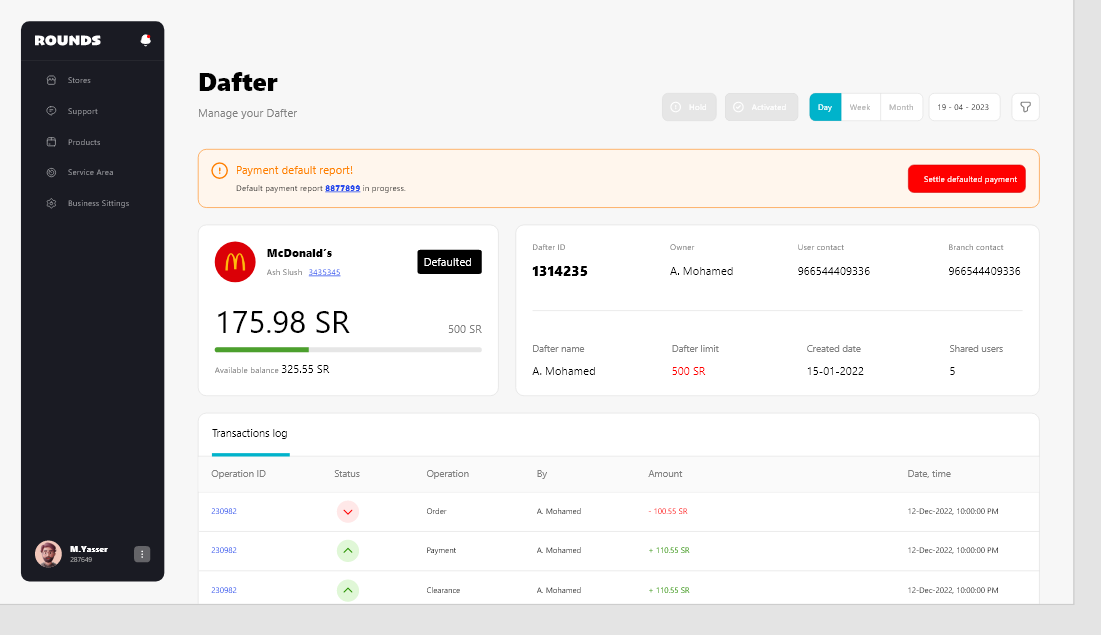 ROUNDS
Stores
Support
Products
Service Area
Business Sittings
M.Yasser
287649
Dafter
Manage your Dafter
Hold
Activated
Day
Week
Month
19 - 04 - 2023
Payment default report!
Default payment report 8877899 in progress.
Settle defaulted payment
McDonald´s
Ash Slush 3435345
Defaulted
175.98 SR
500 SR
Available balance 325.55 SR
Dafter ID Owner User contact Branch contact
1314235 A. Mohamed 966544409336 966544409336
Dafter name Dafter limit Created date Shared users
A. Mohamed 500 SR 15-01-2022 5
Transactions log
Operation ID Status Operation By Amount Date, time
230982 Order A. Mohamed - 100.55 SR 12-Dec-2022, 10:00:00 PM
230982 Payment A. Mohamed + 110.55 SR 12-Dec-2022, 10:00:00 PM
230982 Clearance A. Mohamed + 110.55 SR 12-Dec-2022, 10:00:00 PM